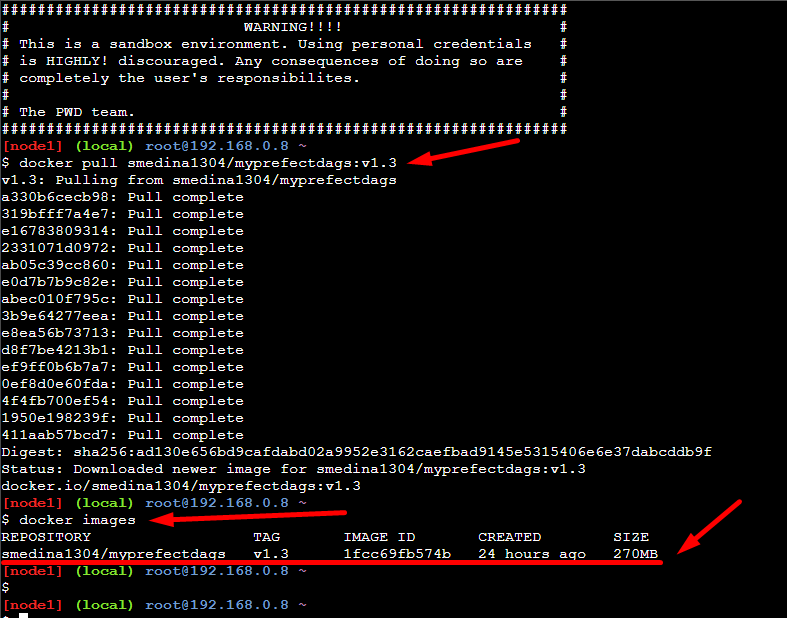 ###############################################################
#                          WARNING!!!!                        #
# This is a sandbox environment. Using personal credentials   #
# is HIGHLY! discouraged. Any consequences of doing so are    #
# completely the user's responsibilites.                      #
#                                                             #
# The PWD team.                                               #
###############################################################
[node1] (local) root@192.168.0.8 ~
$ docker pull smedina1304/myprefectdags:v1.3
v1.3: Pulling from smedina1304/myprefectdags
a330b6cecb98: Pull complete
319bfff7a4e7: Pull complete
e16783809314: Pull complete
2331071d0972: Pull complete
ab05c39cc860: Pull complete
e0d7b7b9c82e: Pull complete
abec010f795c: Pull complete
3b9e64277eea: Pull complete
e8ea56b73713: Pull complete
d8f7be4213b1: Pull complete
ef9ff0b6b7a7: Pull complete
0ef8d0e60fda: Pull complete
4f4fb700ef54: Pull complete
1950e198239f: Pull complete
411aab57bcd7: Pull complete
Digest: sha256:ad130e656bd9cafdabd02a9952e3162caefbad9145e5315406e6e37dabcddb9f
Status: Downloaded newer image for smedina1304/myprefectdags:v1.3
docker.io/smedina1304/myprefectdags:v1.3
[node1] (local) root@192.168.0.8 ~
$ docker images
REPOSITORY                  TAG       IMAGE ID       CREATED        SIZE
smedina1304/myprefectdags   v1.3      1fcc69fb574b   24 hours ago   270MB
[node1] (local) root@192.168.0.8 ~
$
[node1] (local) root@192.168.0.8 ~
$